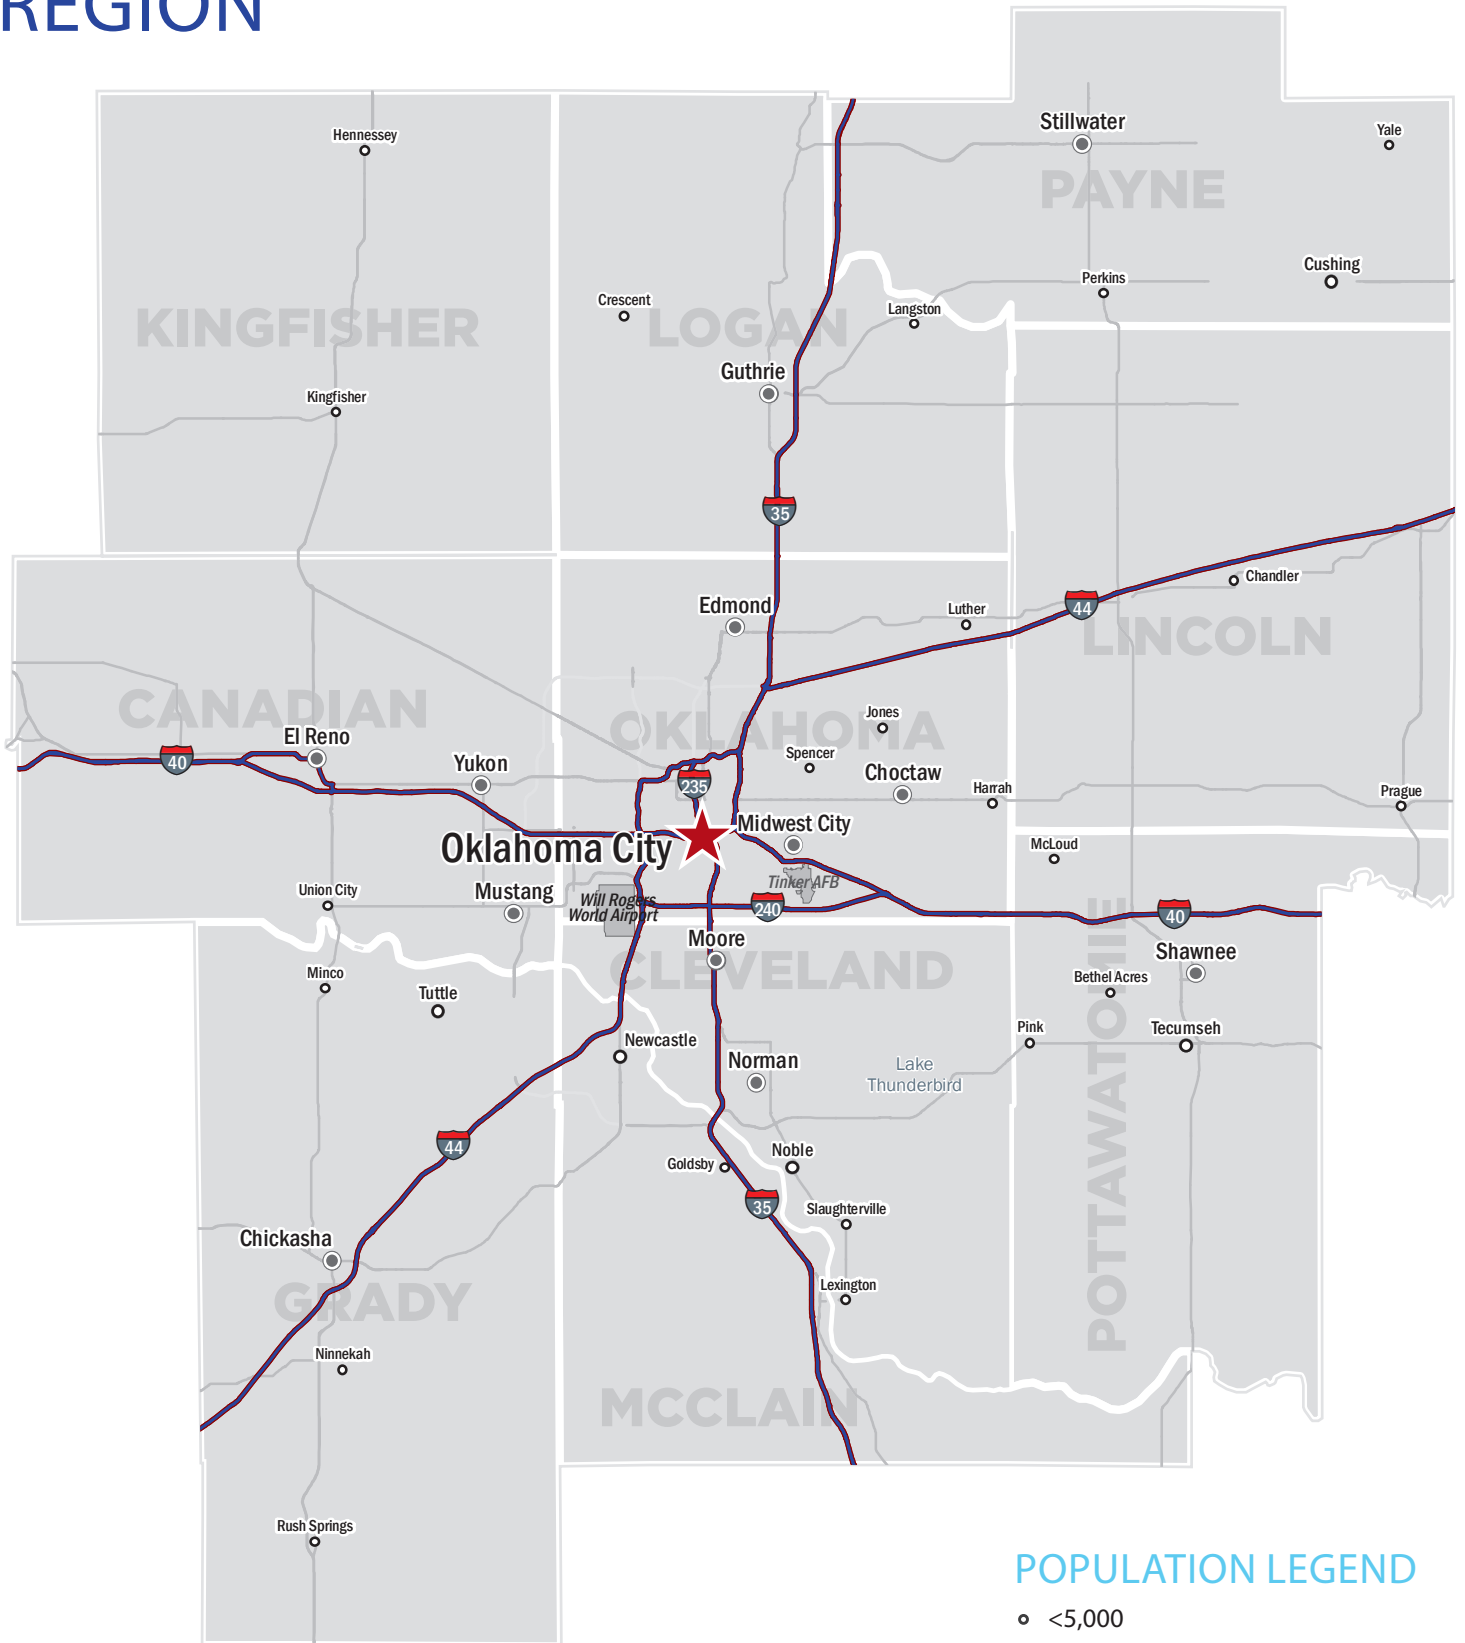 REGION
Stillwater
Yale
Hennessey
PAYNE
Cushing
Perkins
Crescent
Langston
KINGFISHER
LOGAN
Guthrie
Kingfisher
35
Chandler
Edmond
Luther
44
LINCOLN
CANADIAN
Jones
OKLAHOMA
El Reno
Spencer
40
Yukon
Choctaw
235
Harrah
Prague
Midwest City
Oklahoma City
McLoud
Tinker AFB
Union City
Mustang
Will Rogers
World Airport
240
40
Moore
Shawnee
CLEVELAND
Minco
Bethel Acres
Tuttle
Pink
Tecumseh
Newcastle
Norman
Lake
Thunderbird
POTTAWATOMIE
44
Noble
Goldsby
35
Slaughterville
Chickasha
Lexington
GRADY
Ninnekah
MCCLAIN
Rush Springs
POPULATION LEGEND
<5,000